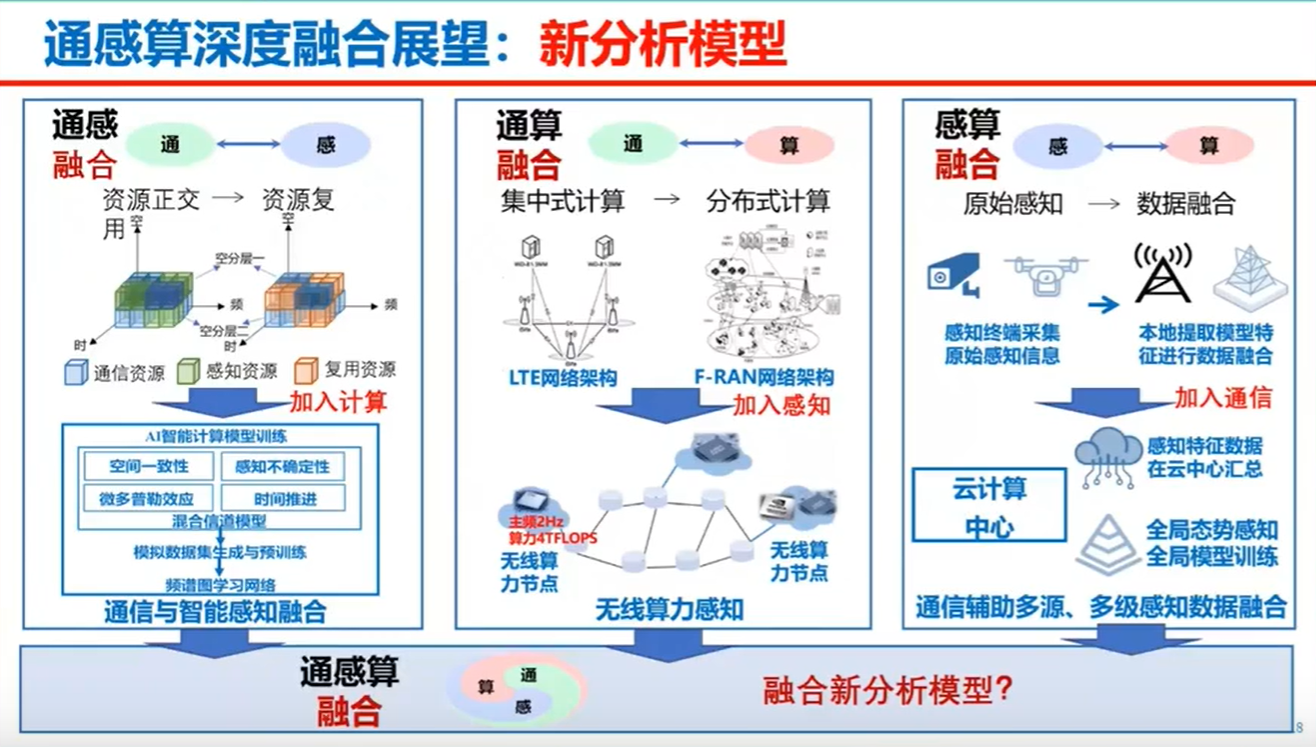 通感算深度融合展望：新分析模型
通感
融合
通
感
资源正交用
资源复
空
空
空分层一
频
频
空分层二
时
时
通信资源
感知资源
复用资源
加入计算
AI智能计算模型训练
空间一致性
感知不确定性
微多普勒效应
时间推进
混合信道模型
模拟数据集生成与预训练
频谱图学习网络
通信与智能感知融合
通算
融合
通
算
集中式计算
分布式计算
LTE网络架构
F-RAN网络架构
加入感知
主频2Hz
算力4TFLOPS
无线算
力节点
无线算
力节点
无线算力感知
感算
融合
感
算
原始感知
数据融合
感知终端采集
原始感知信息
本地提取模型特
征进行数据融合
加入通信
云计算
中心
感知特征数据
在云中心汇总
全局态势感知
全局模型训练
通信辅助多源、多级感知数据融合
通感算
融合
算
通
感
融合新分析模型？
8